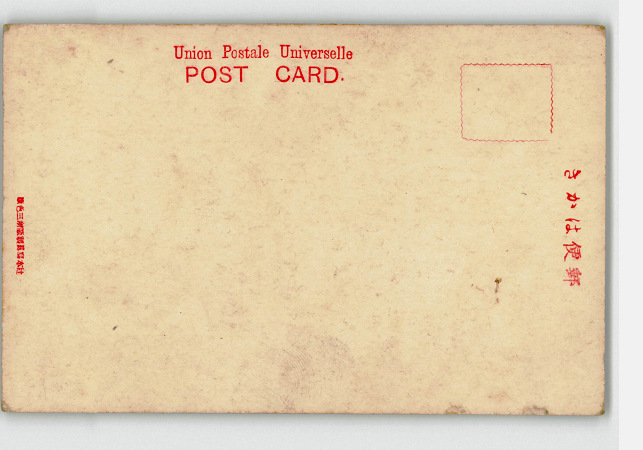 Union Postale Universelle
POST CARD.
きかは便郵